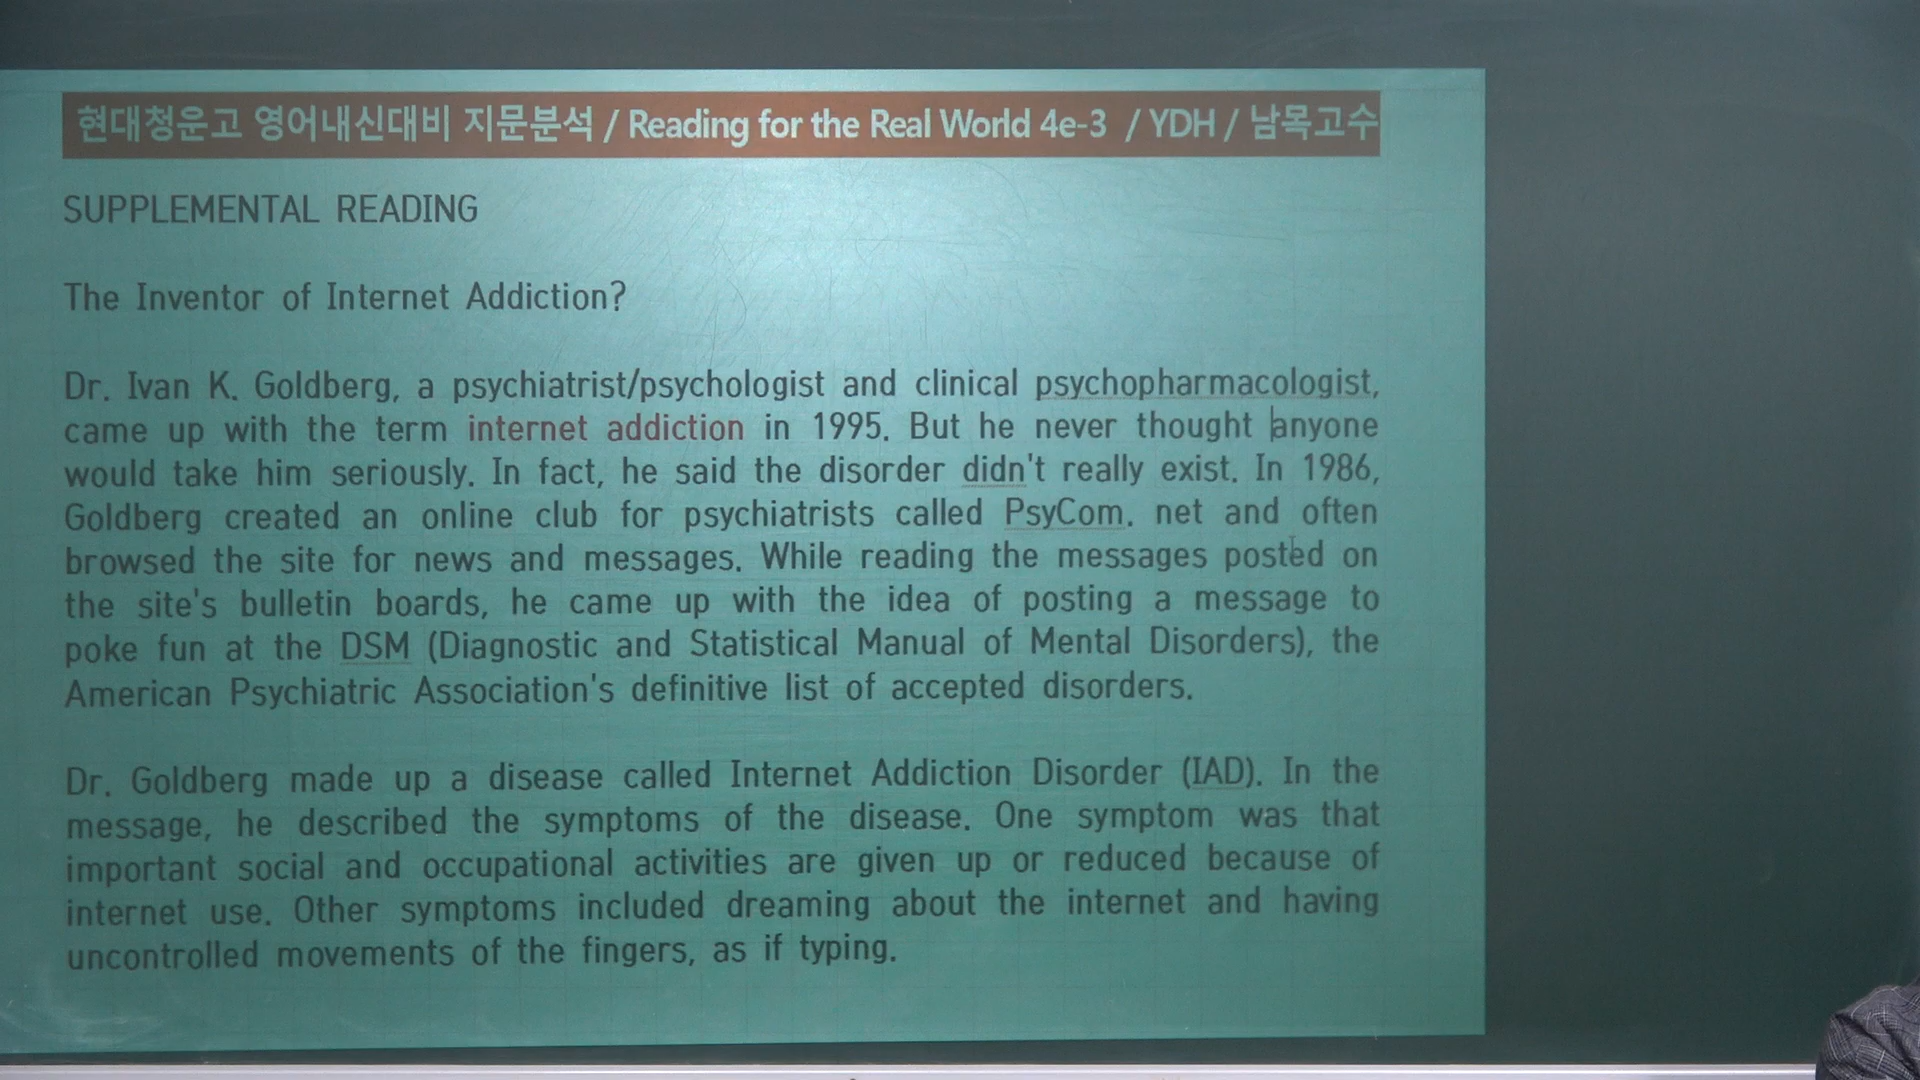 현대청운고 영어내신대비 지문분석 / Reading for the Real World 4e-3 / YDH / 남목고수
SUPPLEMENTAL READING
The Inventor of Internet Addiction?
Dr. Ivan K. Goldberg, a psychiatrist/psychologist and clinical psychopharmacologist,
came up with the term internet addiction in 1995. But he never thought anyone
would take him seriously. In fact, he said the disorder didn't really exist. In 1986,
Goldberg created an online club for psychiatrists called PsyCom. net and often
browsed the site for news and messages. While reading the messages posted on
the site's bulletin boards, he came up with the idea of posting a message to
poke fun at the DSM (Diagnostic and Statistical Manual of Mental Disorders), the
American Psychiatric Association's definitive list of accepted disorders.
Dr. Goldberg made up a disease called Internet Addiction Disorder (IAD). In the
message, he described the symptoms of the disease. One symptom was that
important social and occupational activities are given up or reduced because of
internet use. Other symptoms included dreaming about the internet and having
uncontrolled movements of the fingers, as if typing.